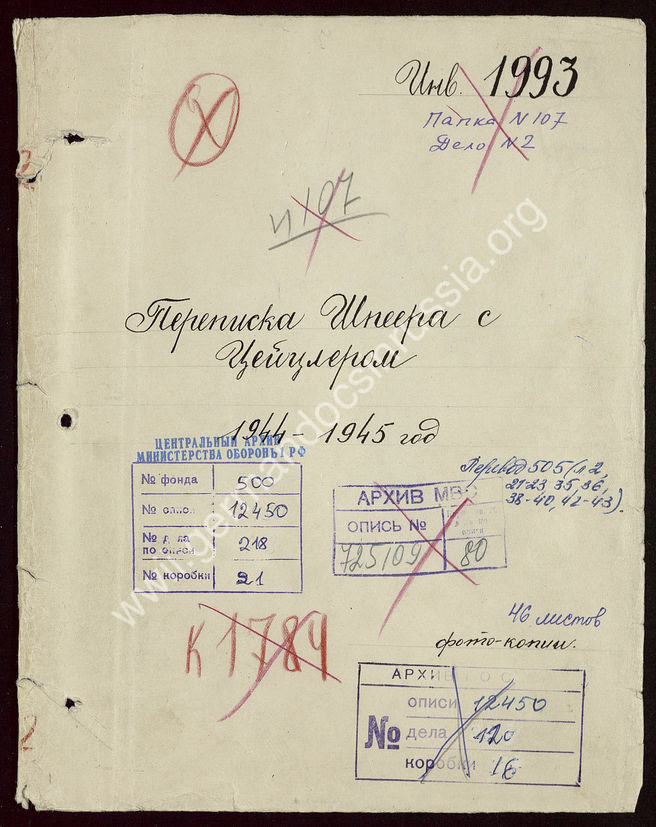 Инв. 1993
Папка N 107
Дело N 2
107
Переписка Шпеера с
Цейцлером
1944 - 1945 год
ЦЕНТРАЛЬНЫЙ АРХИВ
МИНИСТЕРСТВА ОБОРОНЫ РФ
№ фонда 500
№ описи 12450
№ дела по описи 218
№ коробки 21
Перевод 505 (л 2,
21-23, 35, 36,
38-40, 42-43).
АРХИВ МВС
ОПИСЬ №
725109 80
К 1784
46 листов
фото-копии.
АРХИВ
описи 12450
№ дела 120
коробки 16
www.germandocsinrussia.org